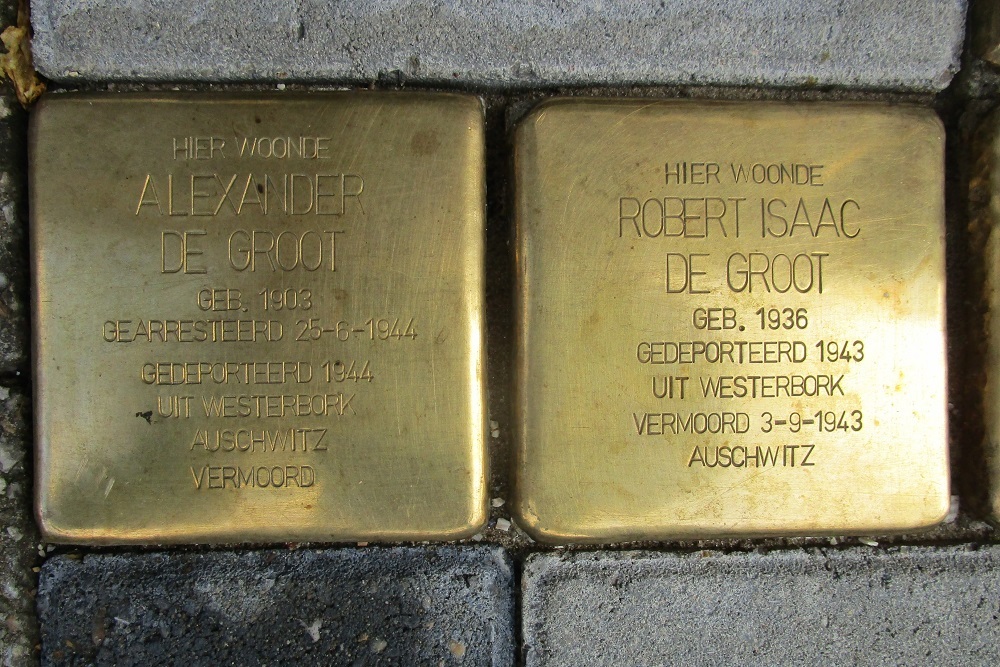 HIER WOONDE
ALEXANDER
DE GROOT
GEB. 1903
GEARRESTEERD 25-6-1944
GEDEPORTEERD 1944
UIT WESTERBORK
AUSCHWITZ
VERMOORD
HIER WOONDE
ROBERT ISAAC
DE GROOT
GEB. 1936
GEDEPORTEERD 1943
UIT WESTERBORK
VERMOORD 3-9-1943
AUSCHWITZ